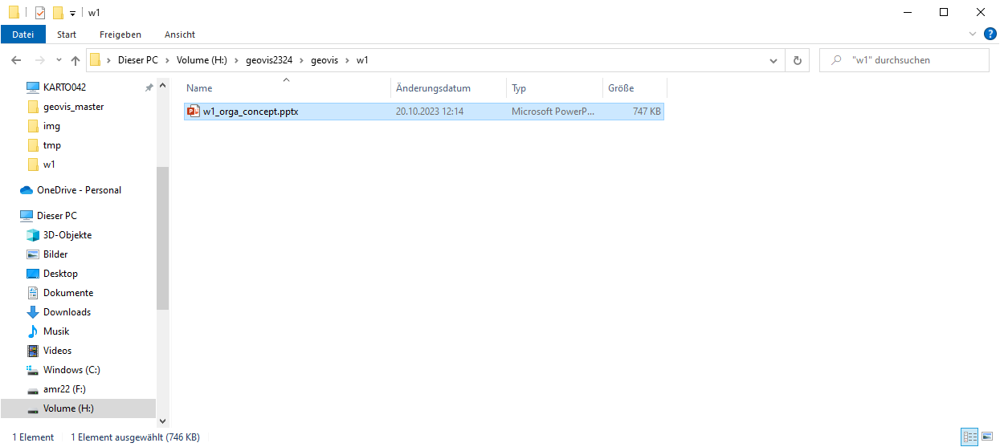 w1
Datei Start Freigeben Ansicht
Dieser PC Volume (H:) geovis2324 geovis w1 "w1" durchsuchen
KARTO042
geovis_master
img
tmp
w1
OneDrive - Personal
Dieser PC
3D-Objekte
Bilder
Desktop
Dokumente
Downloads
Musik
Videos
Windows (C:)
amr22 (F:)
Volume (H:)
Name Änderungsdatum Typ Größe
w1_orga_concept.pptx 20.10.2023 12:14 Microsoft PowerP... 747 KB
1 Element 1 Element ausgewählt (746 KB)